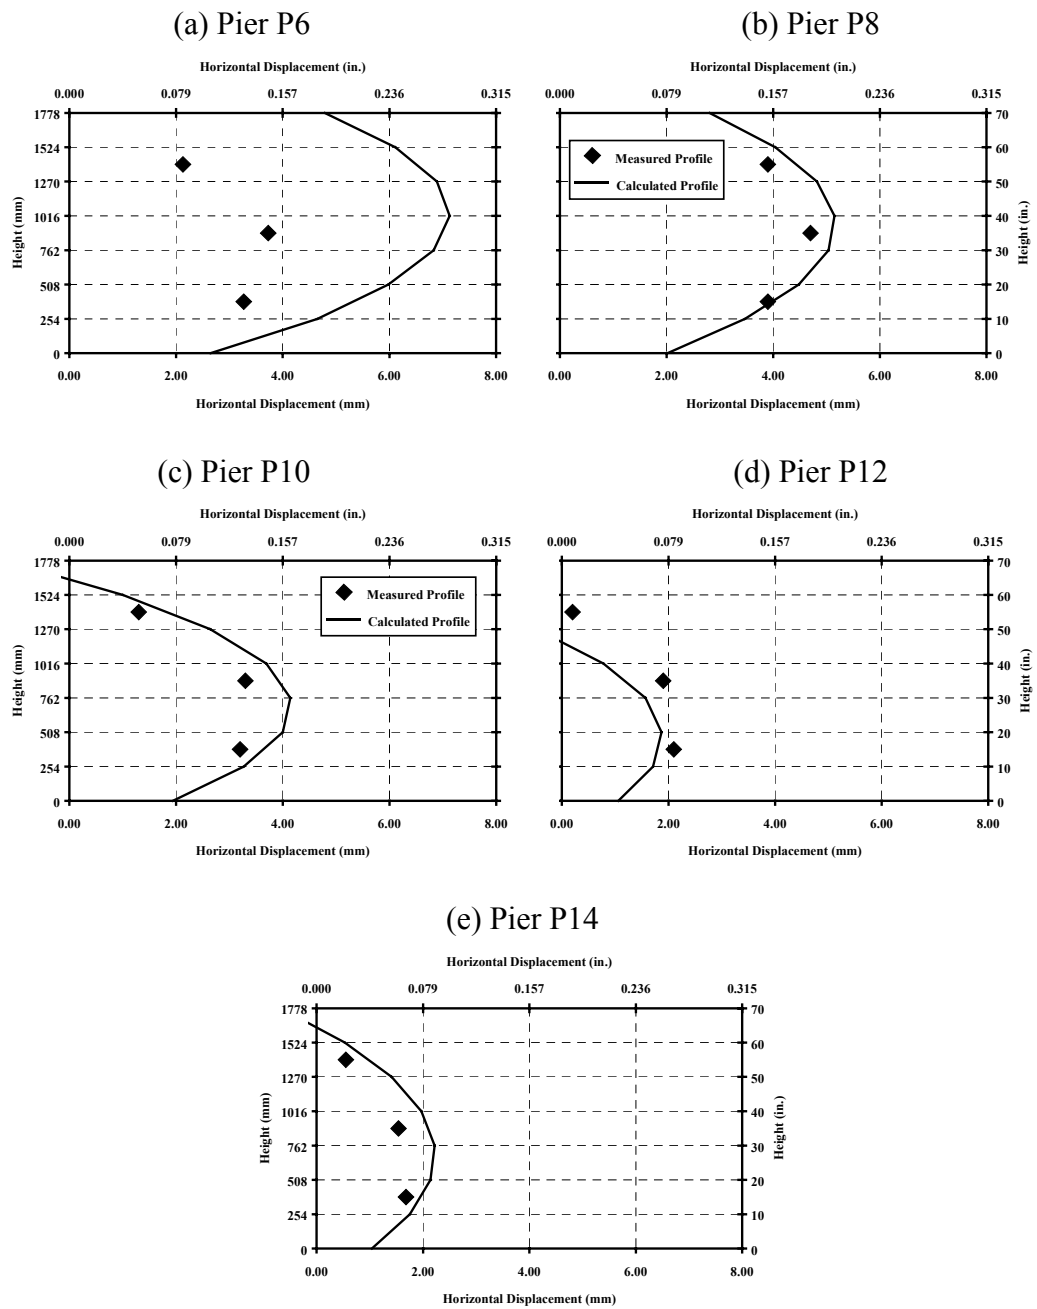 (a) Pier P6
Horizontal Displacement (in.)
0.000 0.079 0.157 0.236 0.315
1778
1524
1270
1016
762
508
254
0
Height (mm)
0.00 2.00 4.00 6.00 8.00
Horizontal Displacement (mm)
(b) Pier P8
Horizontal Displacement (in.)
0.000 0.079 0.157 0.236 0.315
Measured Profile
Calculated Profile
70
60
50
40
30
20
10
0
Height (in.)
0.00 2.00 4.00 6.00 8.00
Horizontal Displacement (mm)
(c) Pier P10
Horizontal Displacement (in.)
0.000 0.079 0.157 0.236 0.315
1778
1524
1270
1016
762
508
254
0
Height (mm)
Measured Profile
Calculated Profile
0.00 2.00 4.00 6.00 8.00
Horizontal Displacement (mm)
(d) Pier P12
Horizontal Displacement (in.)
0.000 0.079 0.157 0.236 0.315
70
60
50
40
30
20
10
0
Height (in.)
0.00 2.00 4.00 6.00 8.00
Horizontal Displacement (mm)
(e) Pier P14
Horizontal Displacement (in.)
0.000 0.079 0.157 0.236 0.315
1778
1524
1270
1016
762
508
254
0
Height (mm)
70
60
50
40
30
20
10
0
Height (in.)
0.00 2.00 4.00 6.00 8.00
Horizontal Displacement (mm)